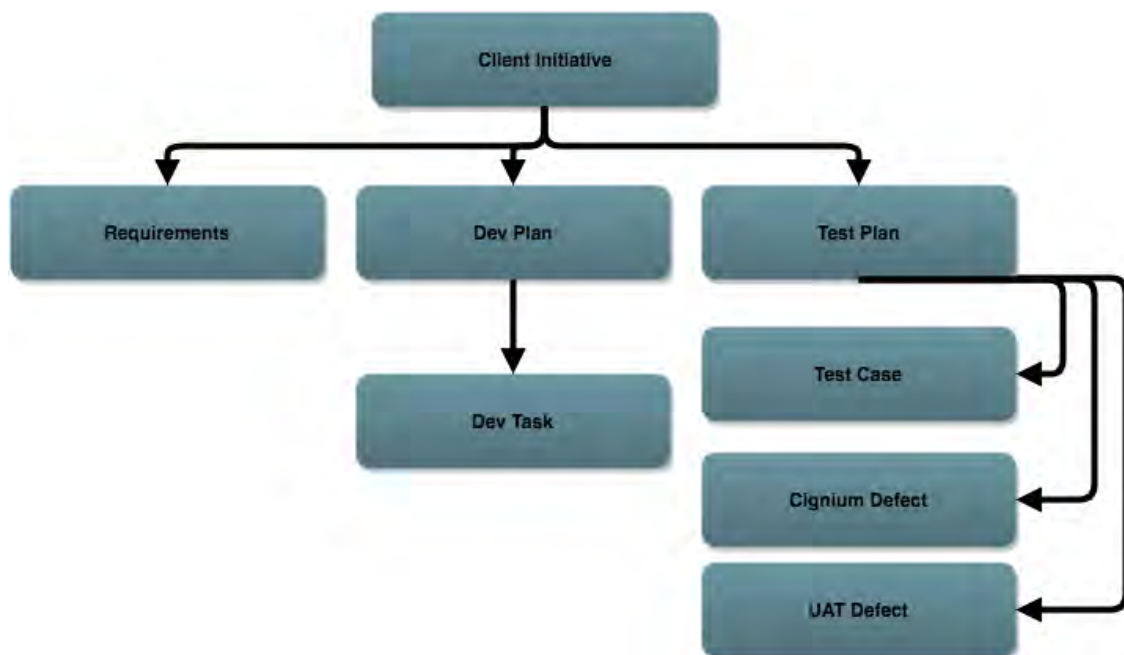 Client Initiative
Requirements
Dev Plan
Test Plan
Test Case
Dev Task
Cignium Defect
UAT Defect